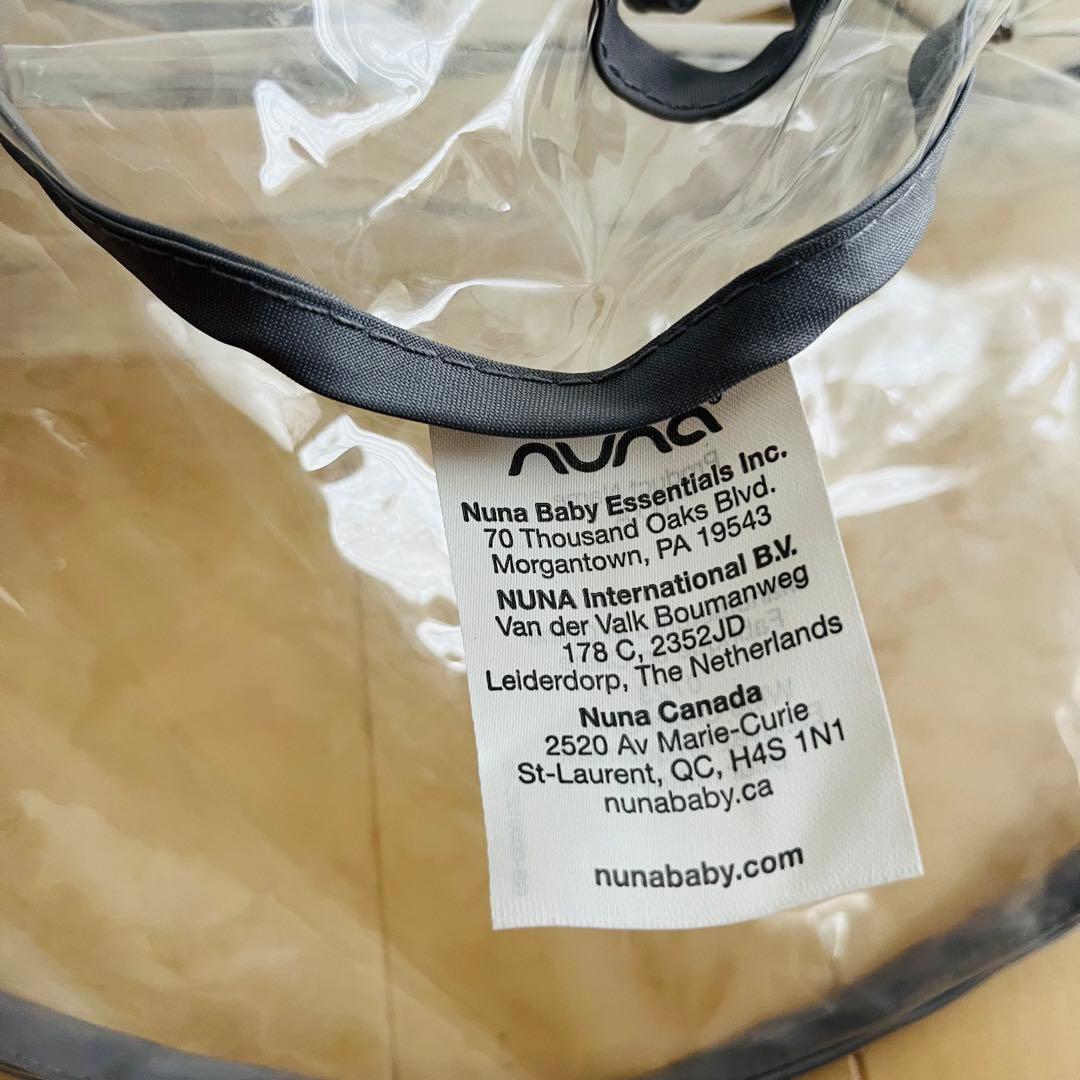 nuna
Nuna Baby Essentials Inc.
70 Thousand Oaks Blvd.
Morgantown, PA 19543
NUNA International B.V.
Van der Valk Boumanweg
178 C, 2352JD
Leiderdorp, The Netherlands
Nuna Canada
2520 Av Marie-Curie
St-Laurent, QC, H4S 1N1
nunababy.ca
nunababy.com